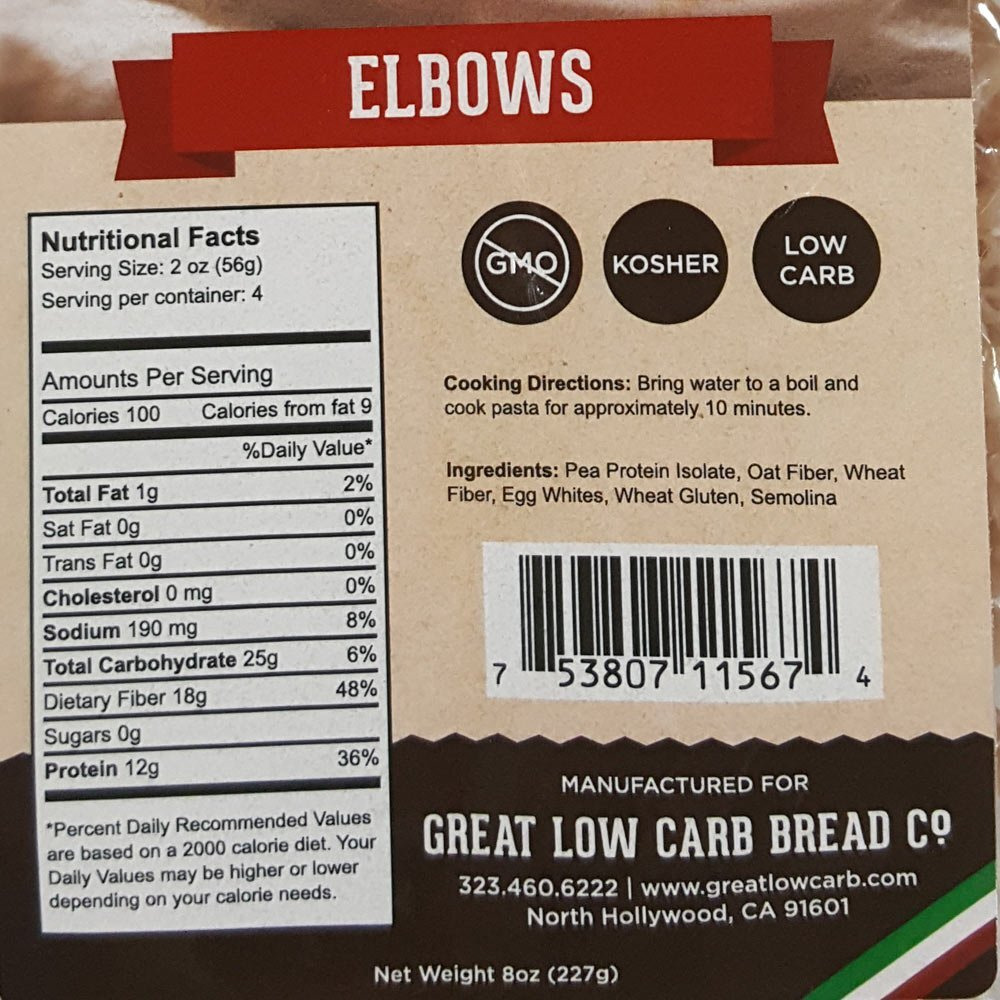 ELBOWS
Nutritional Facts
Serving Size: 2 oz (56g)
Serving per container: 4
Amounts Per Serving
Calories 100 Calories from fat 9
%Daily Value*
Total Fat 1g 2%
Sat Fat 0g 0%
Trans Fat 0g 0%
Cholesterol 0 mg 0%
Sodium 190 mg 8%
Total Carbohydrate 25g 6%
Dietary Fiber 18g 48%
Sugars 0g
Protein 12g 36%
*Percent Daily Recommended Values
are based on a 2000 calorie diet. Your
Daily Values may be higher or lower
depending on your calorie needs.
GMO
KOSHER
LOW
CARB
Cooking Directions: Bring water to a boil and
cook pasta for approximately 10 minutes.
Ingredients: Pea Protein Isolate, Oat Fiber, Wheat
Fiber, Egg Whites, Wheat Gluten, Semolina
7 53807 11567 4
MANUFACTURED FOR
GREAT LOW CARB BREAD Cº
323.460.6222 | www.greatlowcarb.com
North Hollywood, CA 91601
Net Weight 8oz (227g)